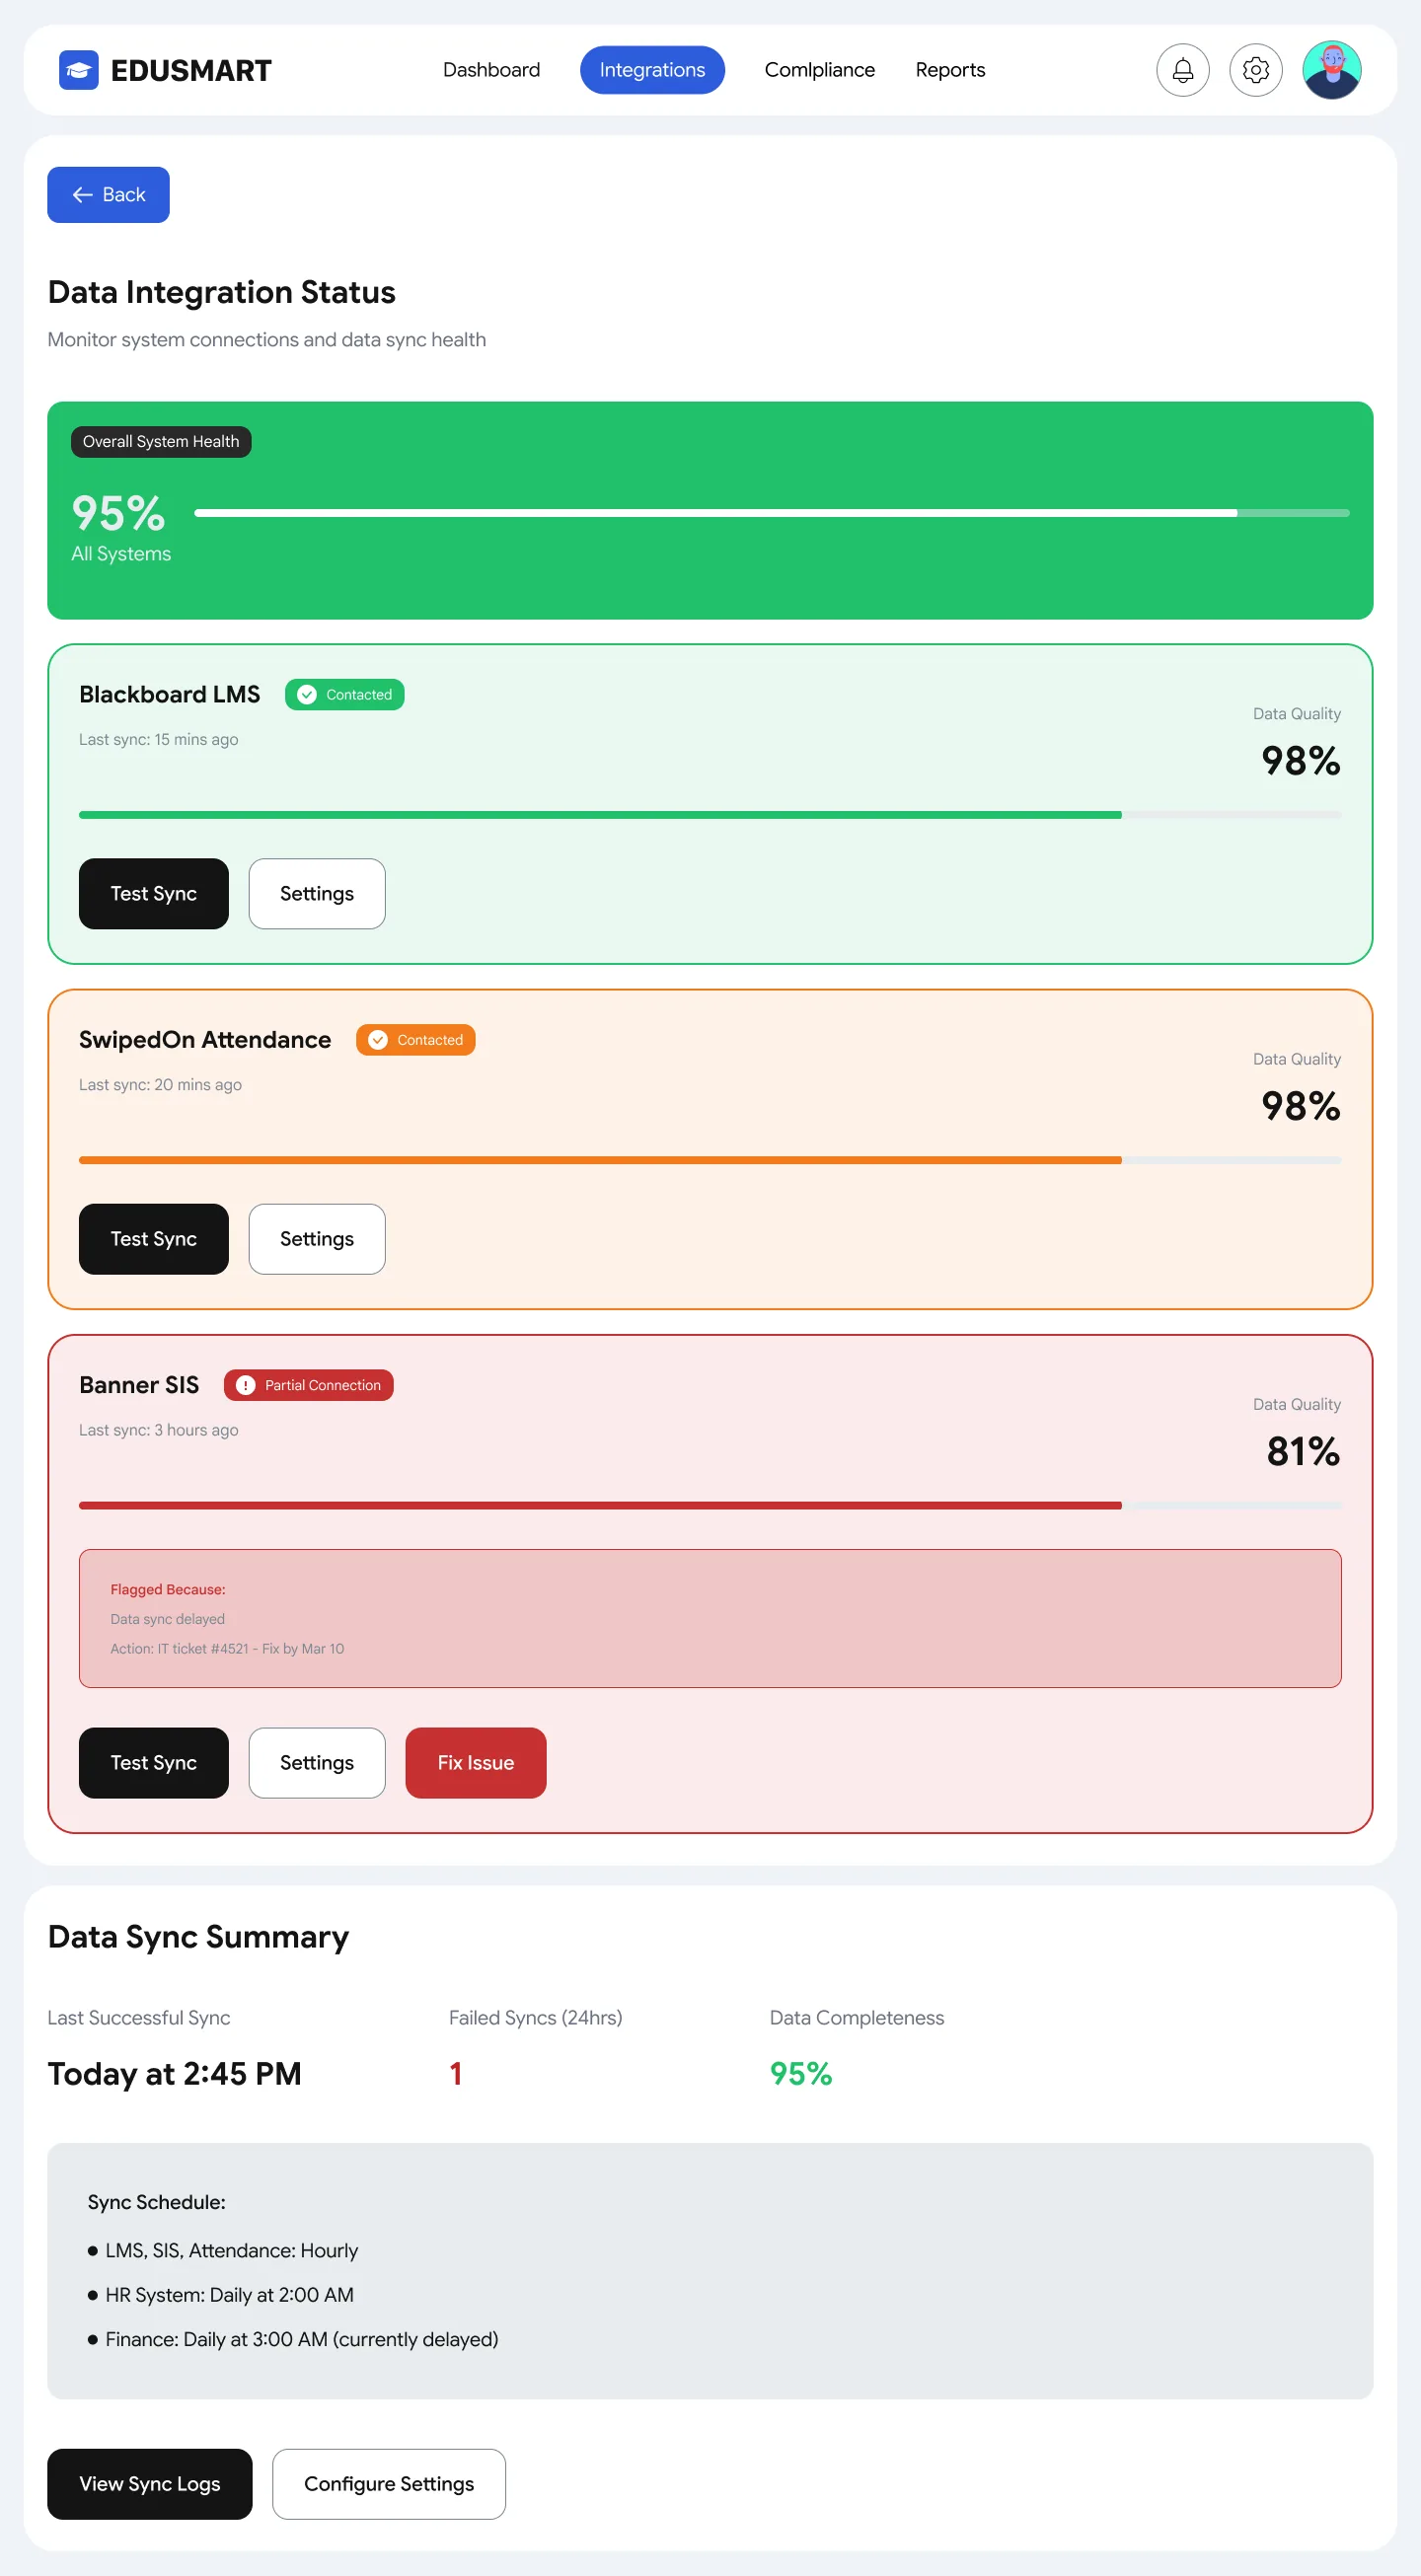 EDUSMART
Dashboard
Integrations
Comlpliance
Reports
Back
Data Integration Status
Monitor system connections and data sync health
Overall System Health
95%
All Systems
Blackboard LMS
Contacted
Last sync: 15 mins ago
Data Quality
98%
Test Sync
Settings
SwipedOn Attendance
Contacted
Last sync: 20 mins ago
Data Quality
98%
Test Sync
Settings
Banner SIS
Partial Connection
Last sync: 3 hours ago
Data Quality
81%
Flagged Because:
Data sync delayed
Action: IT ticket #4521 - Fix by Mar 10
Test Sync
Settings
Fix Issue
Data Sync Summary
Last Successful Sync
Today at 2:45 PM
Failed Syncs (24hrs)
1
Data Completeness
95%
Sync Schedule:
LMS, SIS, Attendance: Hourly
HR System: Daily at 2:00 AM
Finance: Daily at 3:00 AM (currently delayed)
View Sync Logs
Configure Settings